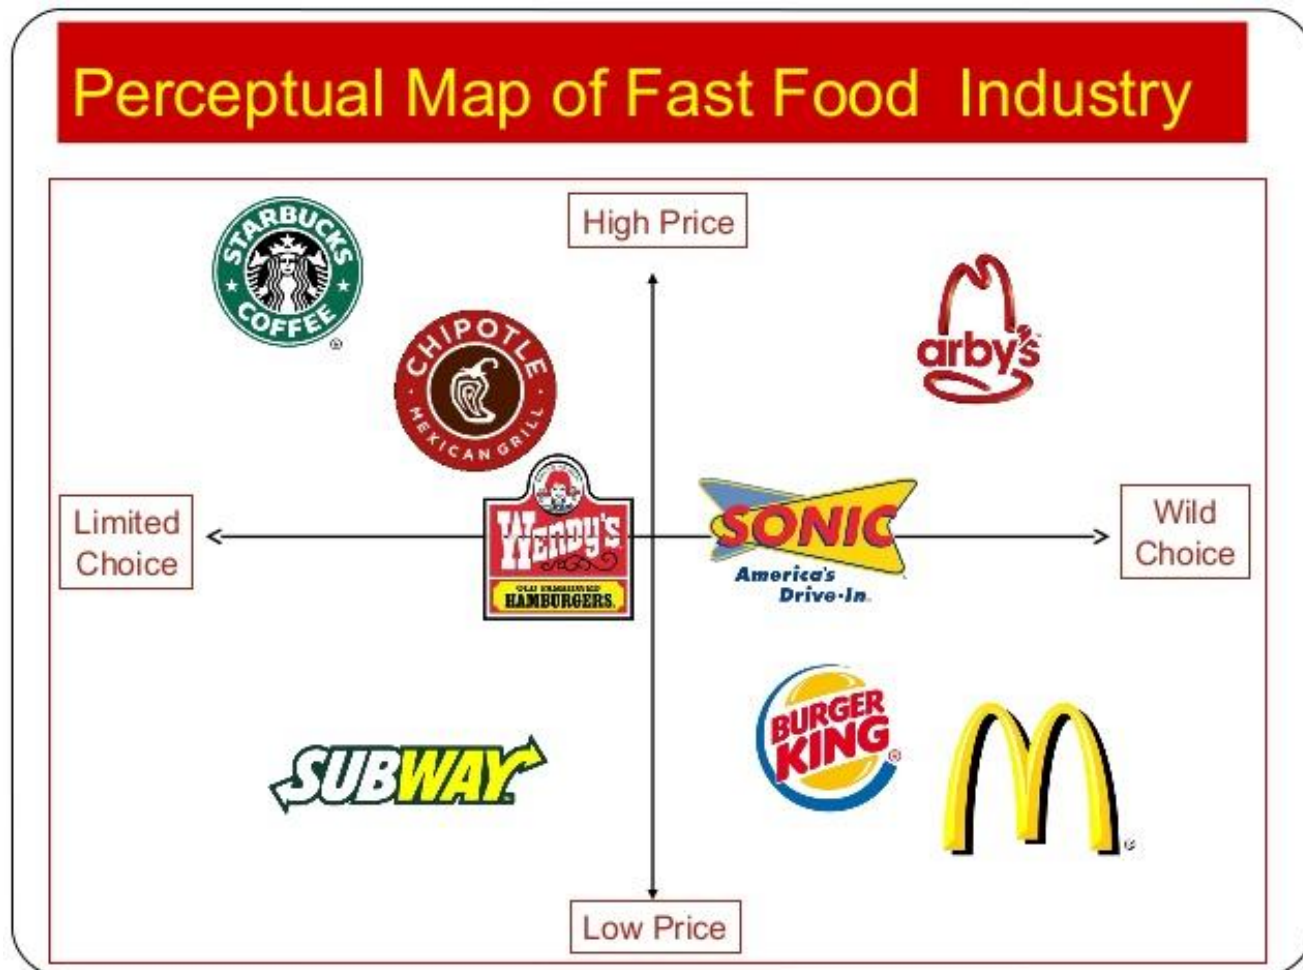 Perceptual Map of Fast Food Industry
High Price
STARBUCKS
COFFEE
®
CHIPOTLE
MEXICAN GRILL
arby's
Limited
Choice
WENDY'S
OLD FASHIONED
HAMBURGERS.
SONIC
America's
Drive-In.
Wild
Choice
SUBWAY
BURGER
KING
®
M
®
Low Price